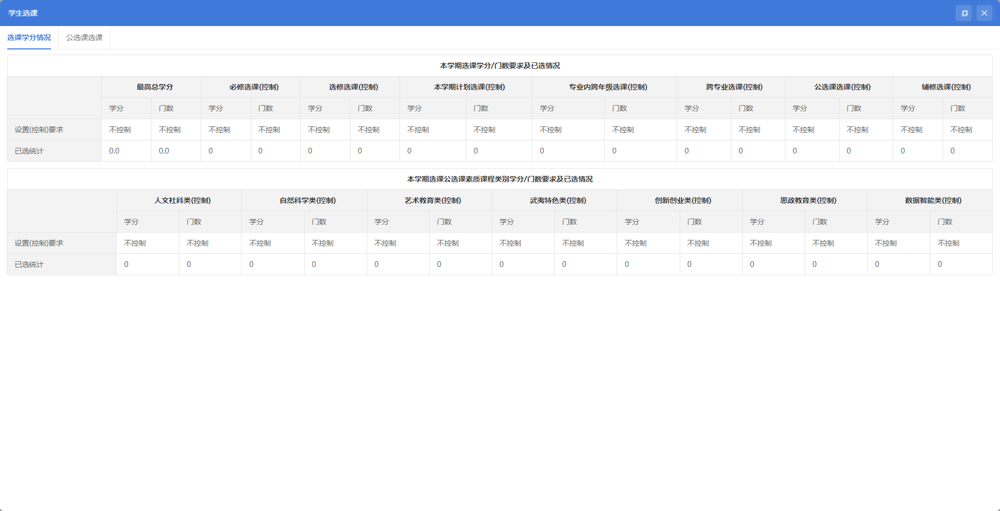 学生选课
选课学分情况 公选课选课
本学期选课学分/门数要求及已选情况
最高总学分 必修选课(控制) 选修选课(控制) 本学期计划选课(控制) 专业内跨年级选课(控制) 跨专业选课(控制) 公选课选课(控制) 辅修选课(控制)
学分 门数 学分 门数 学分 门数 学分 门数 学分 门数 学分 门数 学分 门数 学分 门数
设置(控制)要求 不控制 不控制 不控制 不控制 不控制 不控制 不控制 不控制 不控制 不控制 不控制 不控制 不控制 不控制 不控制 不控制
已选统计 0.0 0.0 0 0 0 0 0 0 0 0 0 0 0 0 0 0
本学期选课公选课素质课程类别学分/门数要求及已选情况
人文社科类(控制) 自然科学类(控制) 艺术教育类(控制) 武夷特色类(控制) 创新创业类(控制) 思政教育类(控制) 数据智能类(控制)
学分 门数 学分 门数 学分 门数 学分 门数 学分 门数 学分 门数 学分 门数
设置(控制)要求 不控制 不控制 不控制 不控制 不控制 不控制 不控制 不控制 不控制 不控制 不控制 不控制 不控制 不控制
已选统计 0 0 0 0 0 0 0 0 0 0 0 0 0 0